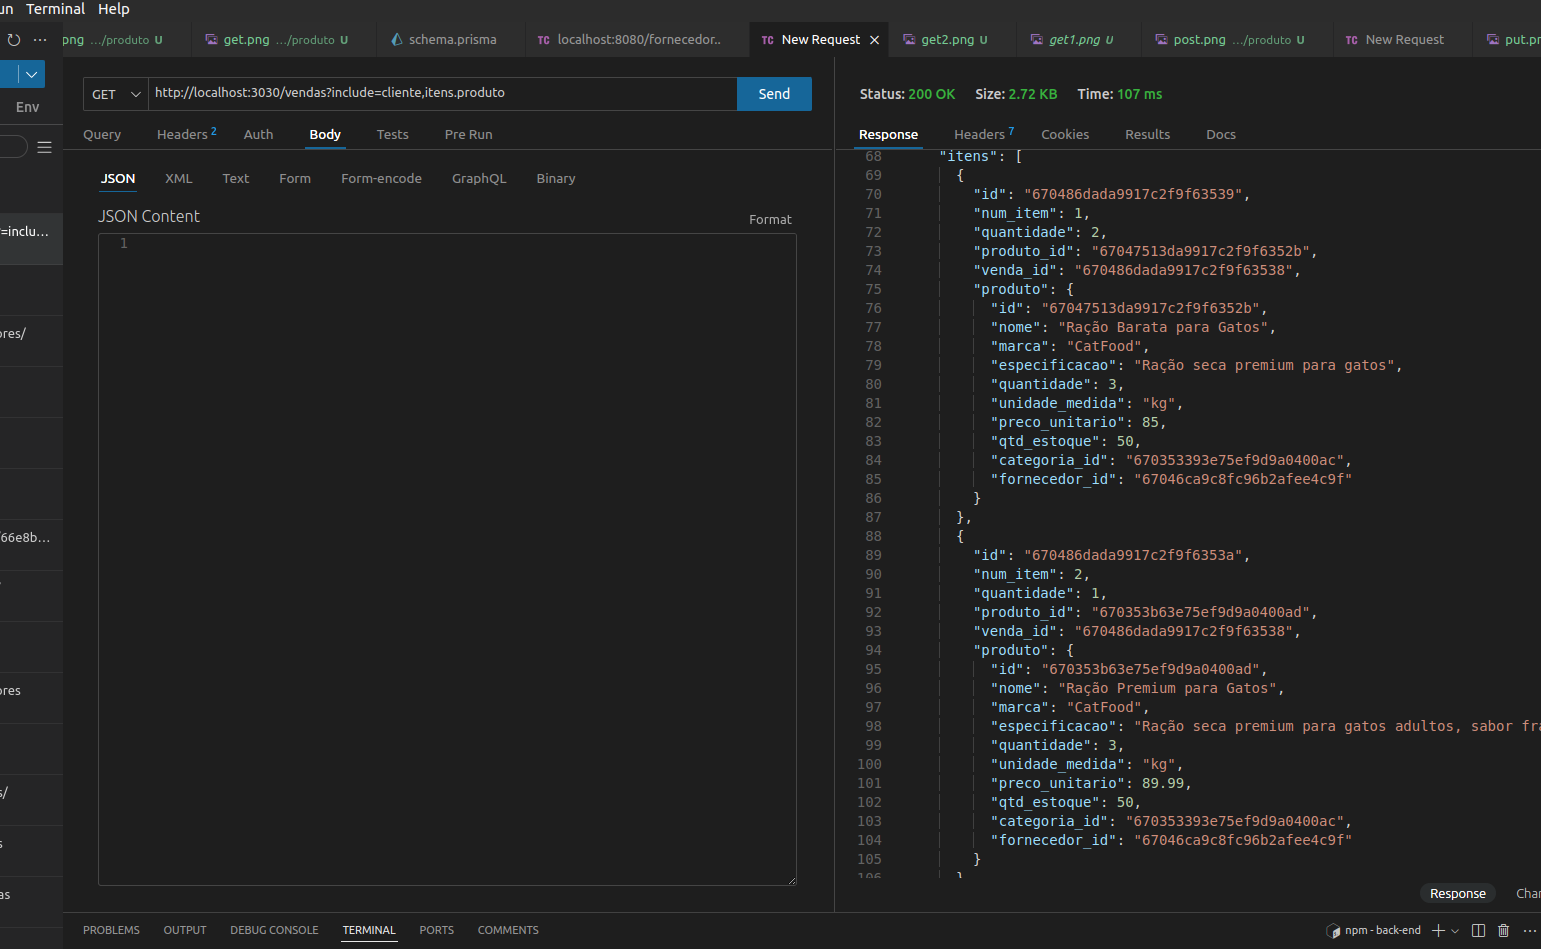 un Terminal Help
png .../produto U
get.png .../produto U
schema.prisma
TC localhost:8080/fornecedor..
TC New Request
get2.png U
get1.png U
post.png .../produto U
TC New Request
put.pr
Env
=inclu...
ores/
66e8b...
ores
s/
s
as
GET
http://localhost:3030/vendas?include=cliente,itens.produto
Send
Query Headers 2 Auth Body Tests Pre Run
JSON XML Text Form Form-encode GraphQL Binary
JSON Content
Format
1
Status: 200 OK Size: 2.72 KB Time: 107 ms
Response Headers 7 Cookies Results Docs
68 "itens": [
69 {
70 "id": "670486dada9917c2f9f63539",
71 "num_item": 1,
72 "quantidade": 2,
73 "produto_id": "67047513da9917c2f9f6352b",
74 "venda_id": "670486dada9917c2f9f63538",
75 "produto": {
76 "id": "67047513da9917c2f9f6352b",
77 "nome": "Ração Barata para Gatos",
78 "marca": "CatFood",
79 "especificacao": "Ração seca premium para gatos",
80 "quantidade": 3,
81 "unidade_medida": "kg",
82 "preco_unitario": 85,
83 "qtd_estoque": 50,
84 "categoria_id": "670353393e75ef9d9a0400ac",
85 "fornecedor_id": "67046ca9c8fc96b2afee4c9f"
86 }
87 },
88 {
89 "id": "670486dada9917c2f9f6353a",
90 "num_item": 2,
91 "quantidade": 1,
92 "produto_id": "670353b63e75ef9d9a0400ad",
93 "venda_id": "670486dada9917c2f9f63538",
94 "produto": {
95 "id": "670353b63e75ef9d9a0400ad",
96 "nome": "Ração Premium para Gatos",
97 "marca": "CatFood",
98 "especificacao": "Ração seca premium para gatos adultos, sabor fra
99 "quantidade": 3,
100 "unidade_medida": "kg",
101 "preco_unitario": 89.99,
102 "qtd_estoque": 50,
103 "categoria_id": "670353393e75ef9d9a0400ac",
104 "fornecedor_id": "67046ca9c8fc96b2afee4c9f"
105 }
106 }
Response Char
PROBLEMS OUTPUT DEBUG CONSOLE TERMINAL PORTS COMMENTS
npm - back-end